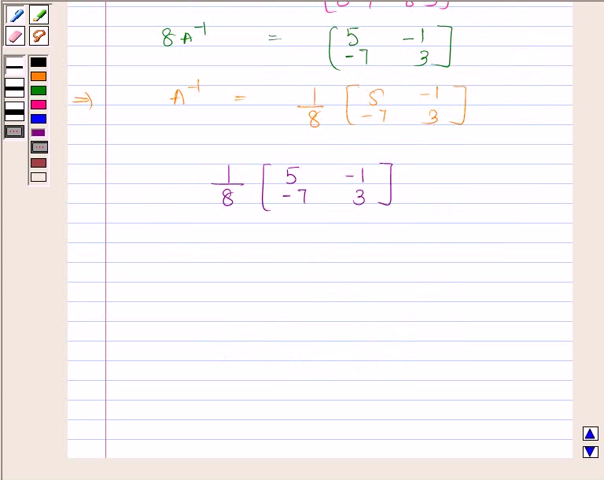 8A⁻¹ = [5 -1
-7 3]
⇒ A⁻¹ = 1/8 [5 -1
-7 3]
1/8 [5 -1
-7 3]